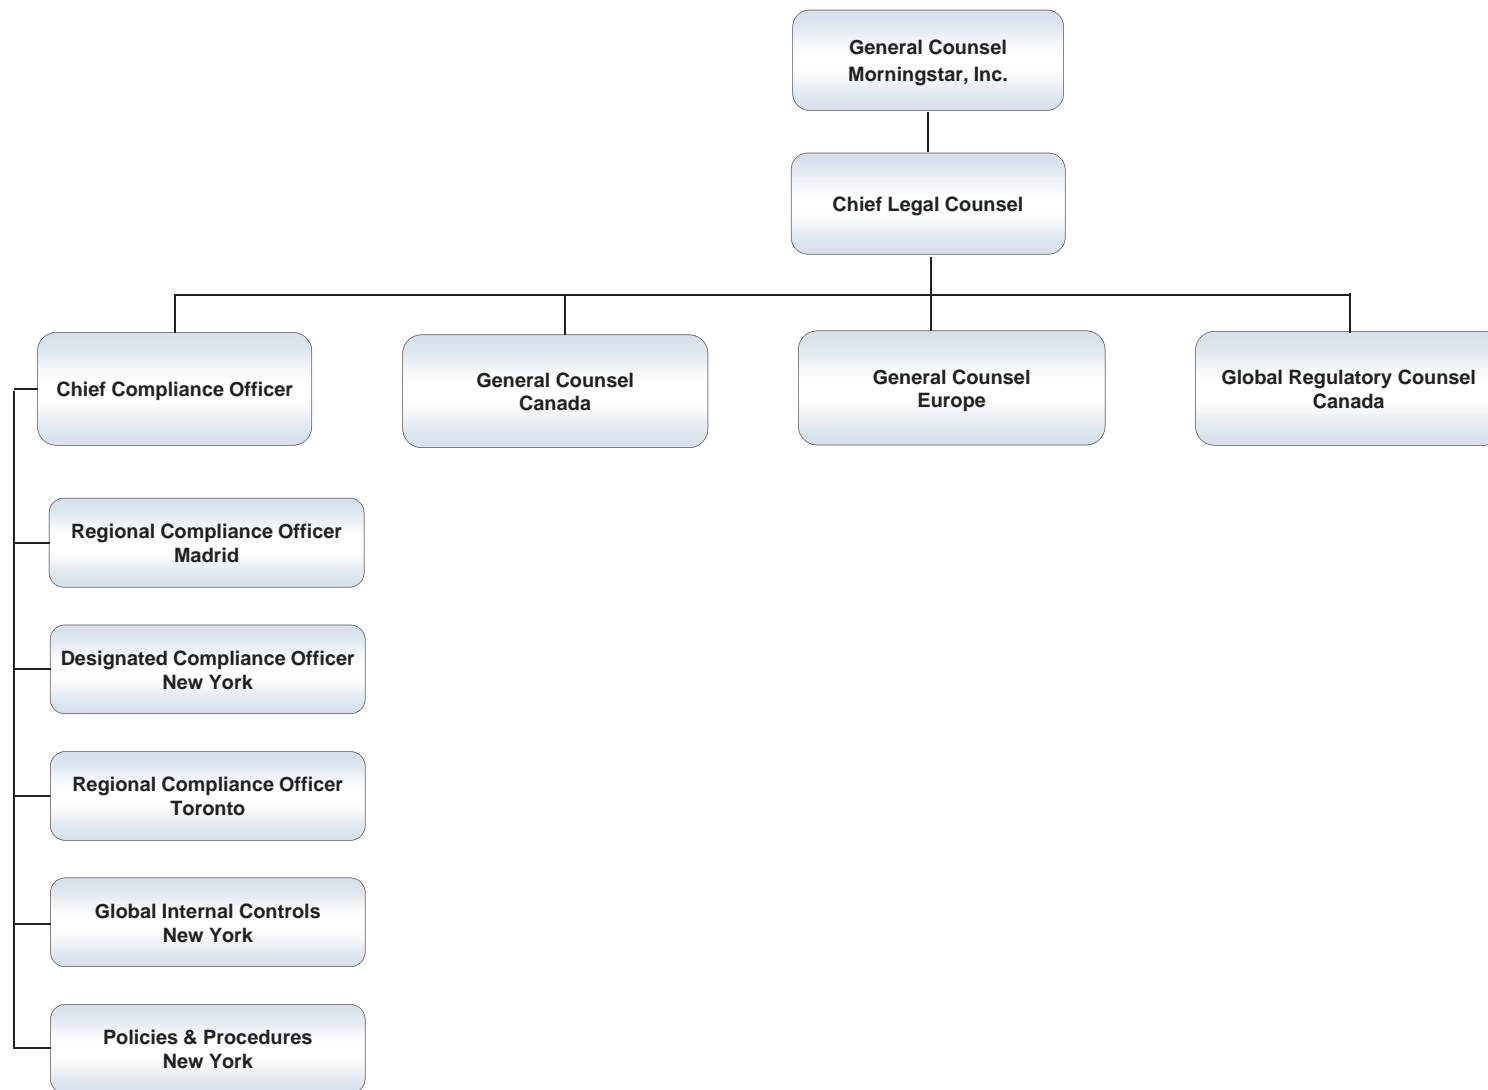 General Counsel
Morningstar, Inc.
Chief Legal Counsel
Chief Compliance Officer
General Counsel
Canada
General Counsel
Europe
Global Regulatory Counsel
Canada
Regional Compliance Officer
Madrid
Designated Compliance Officer
New York
Regional Compliance Officer
Toronto
Global Internal Controls
New York
Policies & Procedures
New York